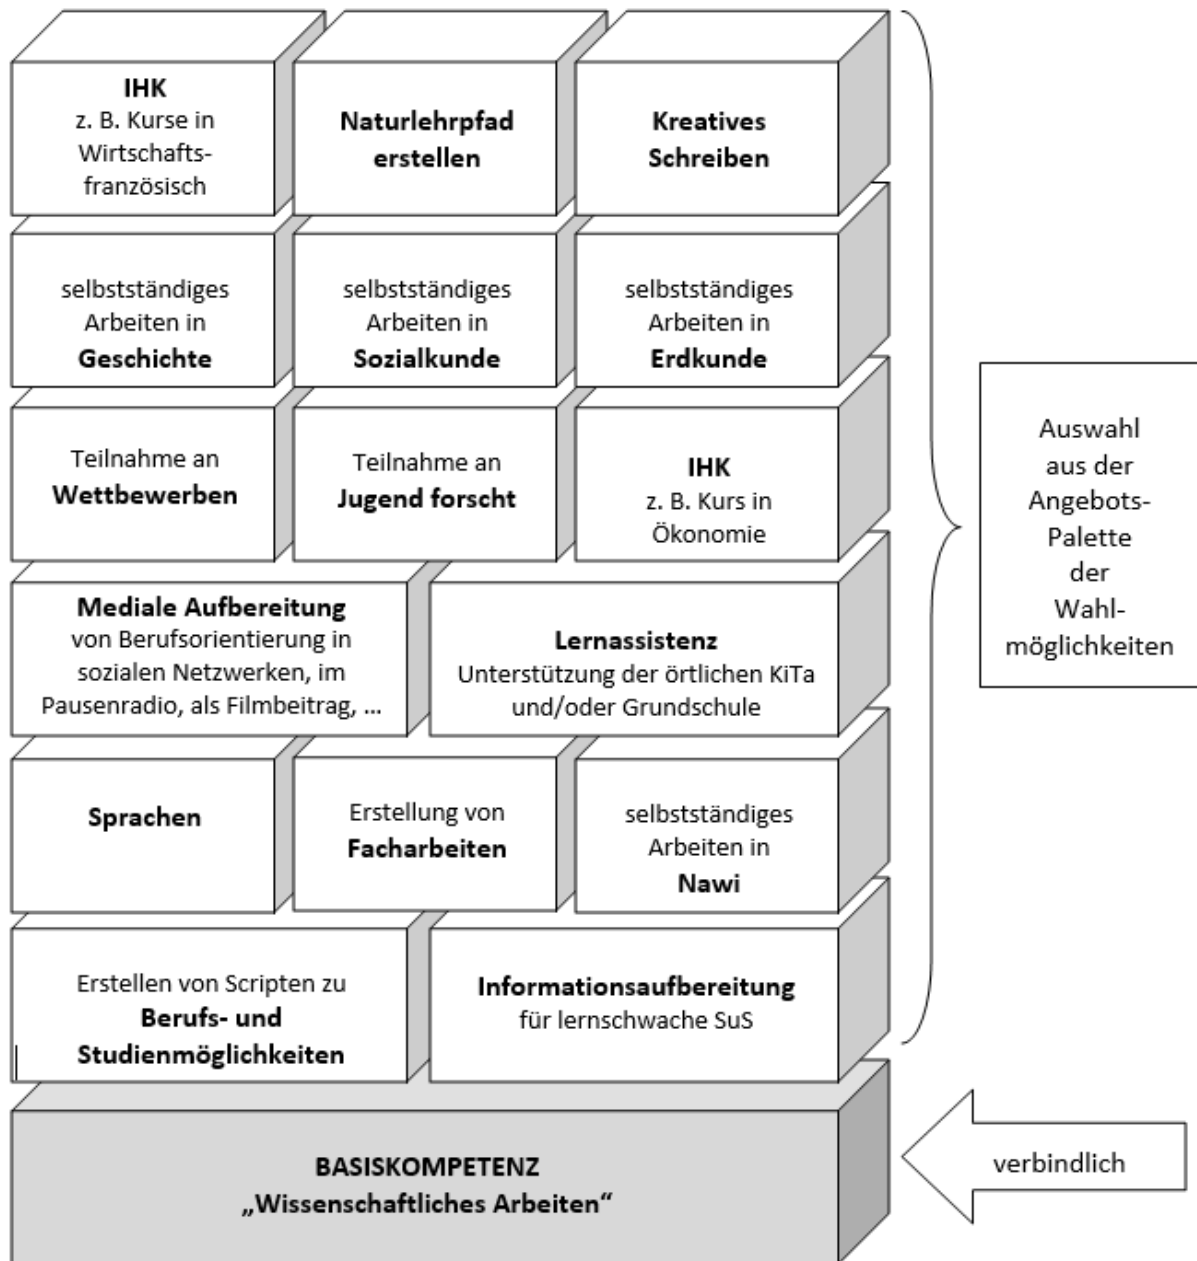 IHK
z. B. Kurse in
Wirtschafts-
französisch
Naturlehrpfad
erstellen
Kreatives
Schreiben
selbstständiges
Arbeiten in
Geschichte
selbstständiges
Arbeiten in
Sozialkunde
selbstständiges
Arbeiten in
Erdkunde
Teilnahme an
Wettbewerben
Teilnahme an
Jugend forscht
IHK
z. B. Kurs in
Ökonomie
Mediale Aufbereitung
von Berufsorientierung in
sozialen Netzwerken, im
Pausenradio, als Filmbeitrag, ...
Lernassistenz
Unterstützung der örtlichen KiTa
und/oder Grundschule
Sprachen
Erstellung von
Facharbeiten
selbstständiges
Arbeiten in
Nawi
Erstellen von Scripten zu
Berufs- und
Studienmöglichkeiten
Informationsaufbereitung
für lernschwache SuS
BASISKOMPETENZ
„Wissenschaftliches Arbeiten“
Auswahl
aus der
Angebots-
Palette
der
Wahl-
möglichkeiten
verbindlich